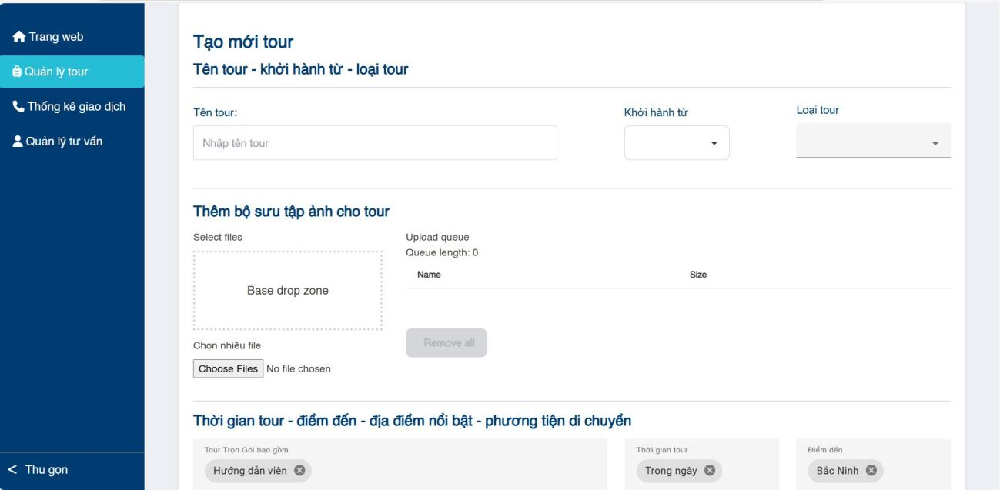 Trang web
Quản lý tour
Thống kê giao dịch
Quản lý tư vấn
< Thu gọn
Tạo mới tour
Tên tour - khởi hành từ - loại tour
Tên tour:
Khởi hành từ
Loại tour
Nhập tên tour
Thêm bộ sưu tập ảnh cho tour
Select files
Base drop zone
Chọn nhiều file
Choose Files No file chosen
Upload queue
Queue length: 0
Name Size
Remove all
Thời gian tour - điểm đến - địa điểm nổi bật - phương tiện di chuyển
Tour Trọn Gói bao gồm
Hướng dẫn viên
Thời gian tour
Trong ngày
Điểm đến
Bắc Ninh